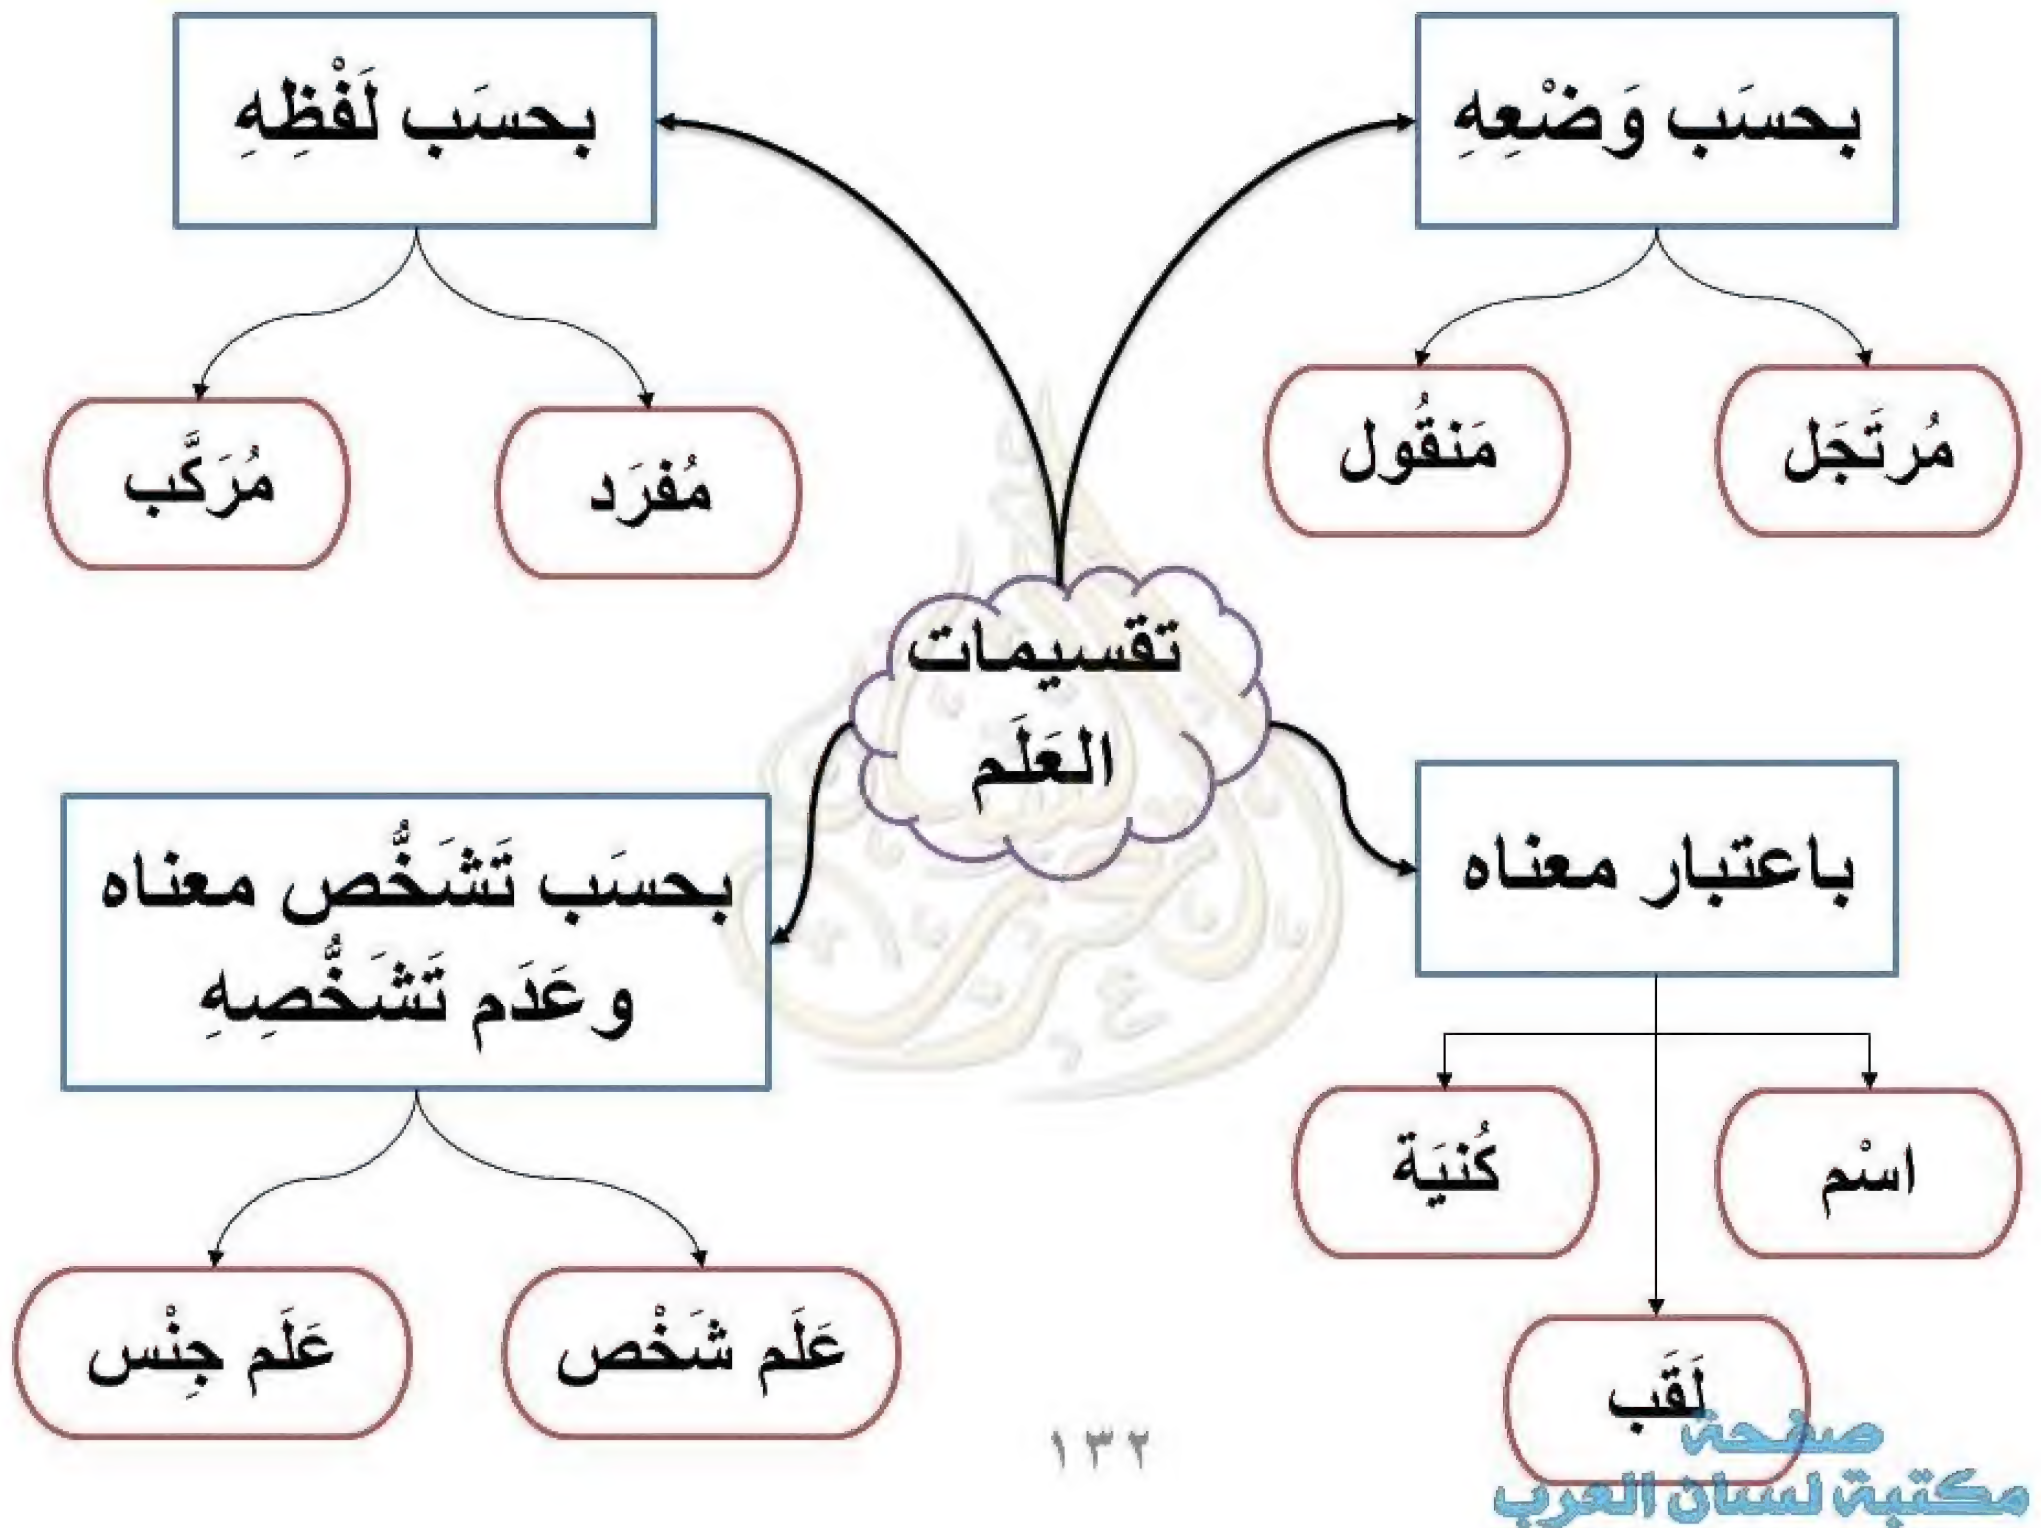 بحسَب وَضْعِهِ
بحسَب لَفْظِهِ
مُرتَجَل
مَنقُول
مُفرَد
مُرَكَّب
تقسيمات
العَلَم
باعتبار معناه
بحسَب تَشَخُّص معناه
وعَدَم تَشَخُّصِهِ
اسْم
كُنيَة
لَقَب
عَلَم شَخْص
عَلَم جِنْس
١٣٢
صفحة
مكتبة لسان العرب